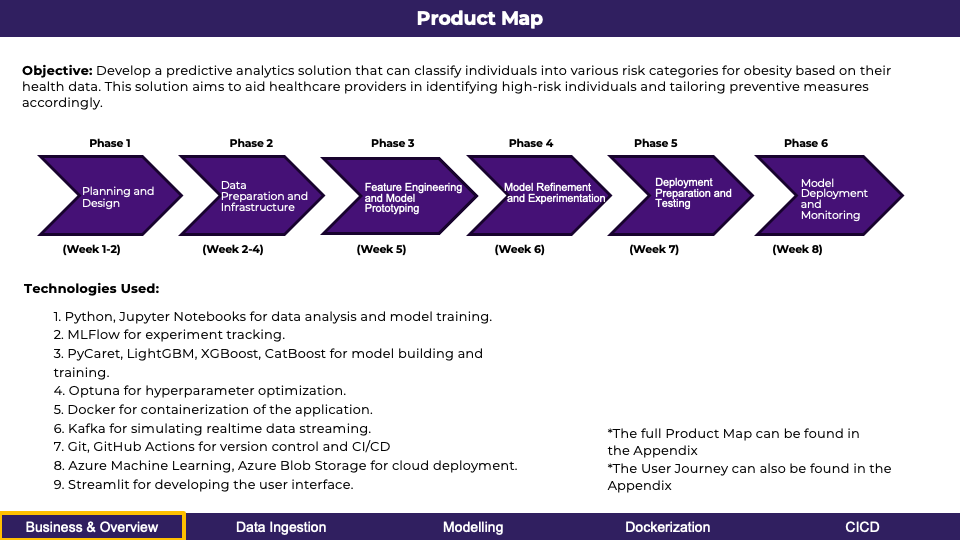 Product Map
Objective: Develop a predictive analytics solution that can classify individuals into various risk categories for obesity based on their
health data. This solution aims to aid healthcare providers in identifying high-risk individuals and tailoring preventive measures
accordingly.
Phase 1
Phase 2
Phase 3
Phase 4
Phase 5
Phase 6
Planning and
Design
Data
Preparation and
Infrastructure
Feature Engineering
and Model
Prototyping
Model Refinement
and Experimentation
Deployment
Preparation and
Testing
Model
Deployment
and
Monitoring
(Week 1-2)
(Week 2-4)
(Week 5)
(Week 6)
(Week 7)
(Week 8)
Technologies Used:
1. Python, Jupyter Notebooks for data analysis and model training.
2. MLFlow for experiment tracking.
3. PyCaret, LightGBM, XGBoost, CatBoost for model building and
training.
4. Optuna for hyperparameter optimization.
5. Docker for containerization of the application.
6. Kafka for simulating realtime data streaming.
7. Git, GitHub Actions for version control and CI/CD
8. Azure Machine Learning, Azure Blob Storage for cloud deployment.
9. Streamlit for developing the user interface.
*The full Product Map can be found in
the Appendix
*The User Journey can also be found in the
Appendix
Business & Overview
Data Ingestion
Modelling
Dockerization
CICD